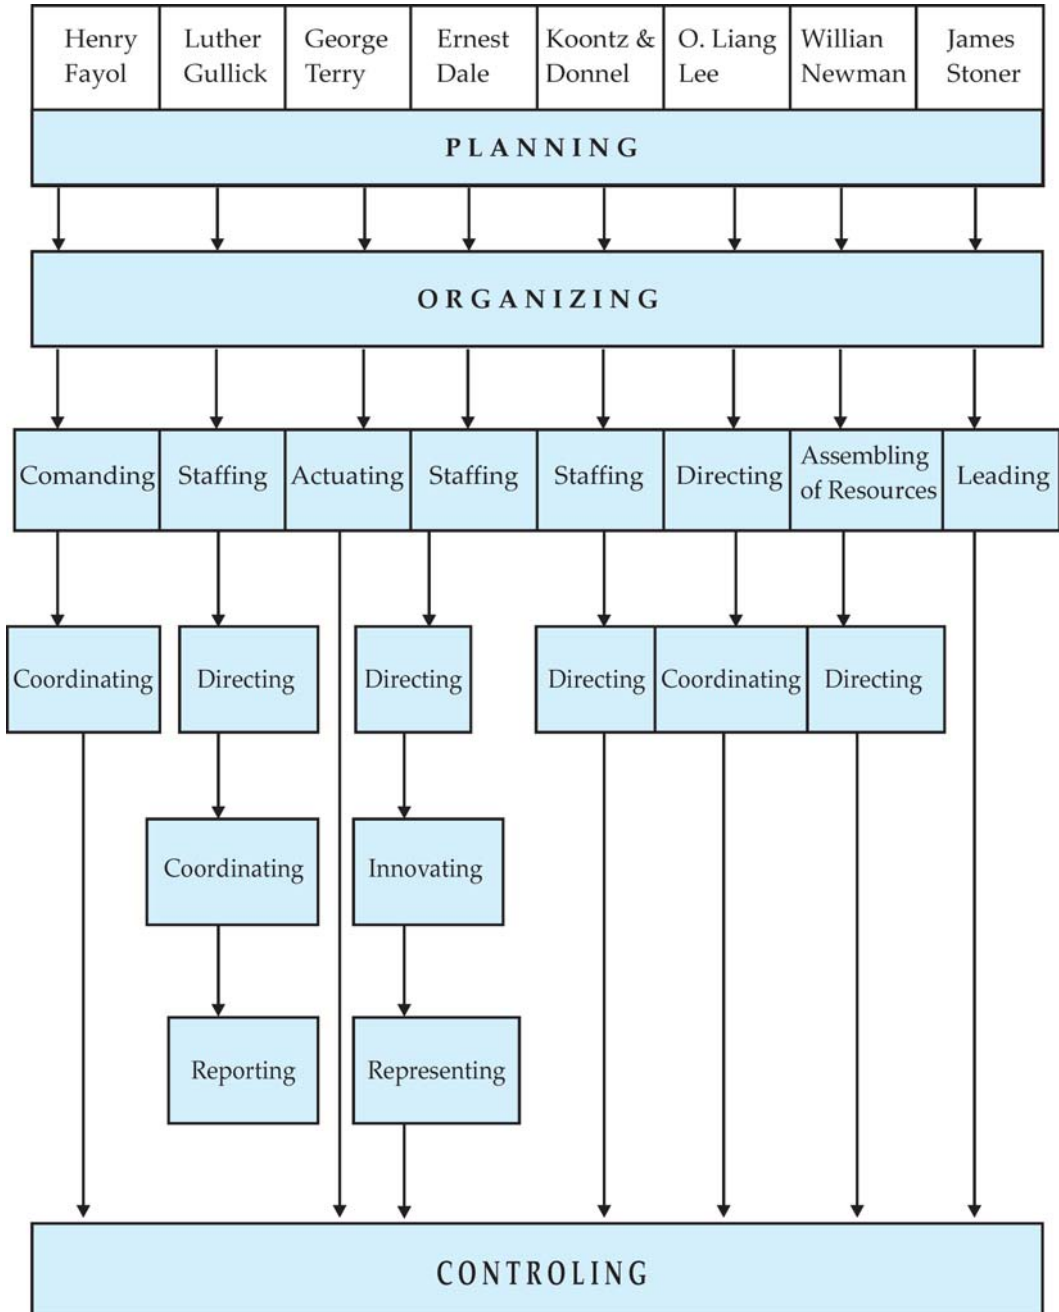 Henry
Fayol
Luther
Gullick
George
Terry
Ernest
Dale
Koontz &
Donnel
O. Liang
Lee
Willian
Newman
James
Stoner
PLANNING
ORGANIZING
Comanding
Staffing
Actuating
Staffing
Staffing
Directing
Assembling
of Resources
Leading
Coordinating
Directing
Directing
Directing
Coordinating
Directing
Coordinating
Innovating
Reporting
Representing
CONTROLING